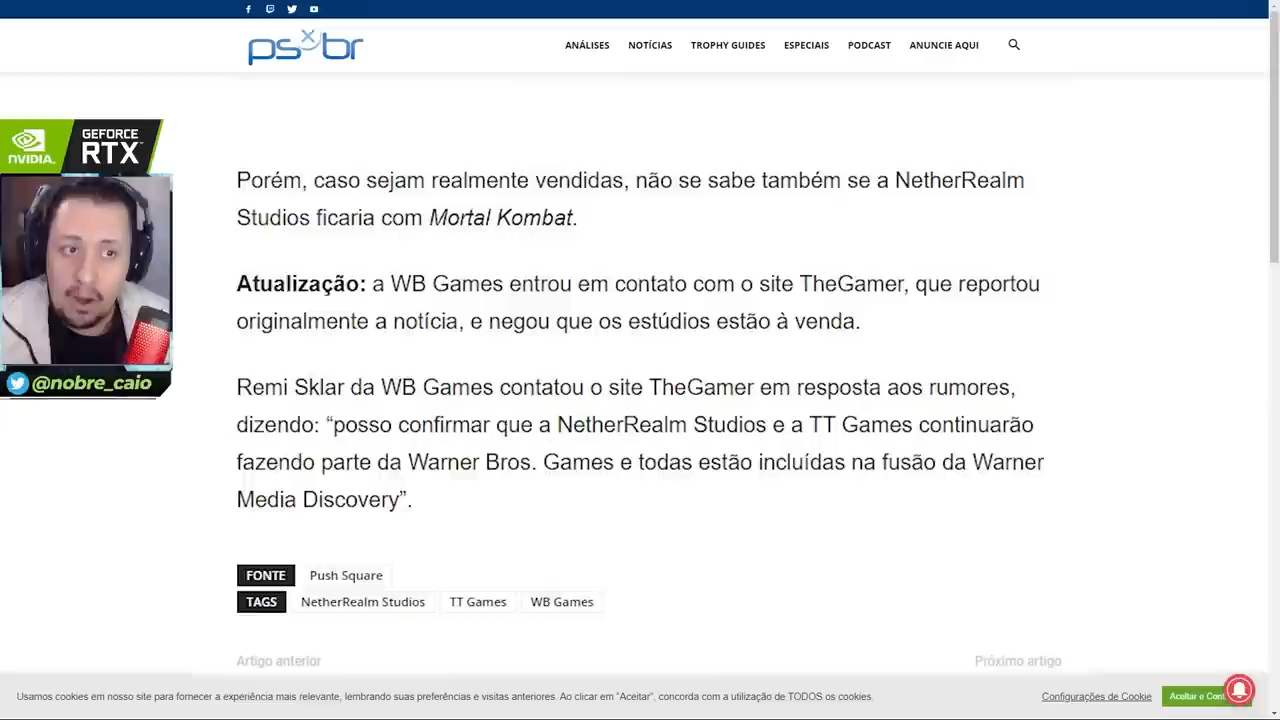 psxbr
ANÁLISES
NOTÍCIAS
TROPHY GUIDES
ESPECIAIS
PODCAST
ANUNCIE AQUI
NVIDIA.
GEFORCE
RTX™
@nobre_caio
Porém, caso sejam realmente vendidas, não se sabe também se a NetherRealm
Studios ficaria com Mortal Kombat.
Atualização: a WB Games entrou em contato com o site TheGamer, que reportou
originalmente a notícia, e negou que os estúdios estão à venda.
Remi Sklar da WB Games contatou o site TheGamer em resposta aos rumores,
dizendo: “posso confirmar que a NetherRealm Studios e a TT Games continuarão
fazendo parte da Warner Bros. Games e todas estão incluídas na fusão da Warner
Media Discovery”.
FONTE Push Square
TAGS NetherRealm Studios TT Games WB Games
Artigo anterior
Próximo artigo
Usamos cookies em nosso site para fornecer a experiência mais relevante, lembrando suas preferências e visitas anteriores. Ao clicar em “Aceitar”, concorda com a utilização de TODOS os cookies.
Configurações de Cookie
Aceitar e